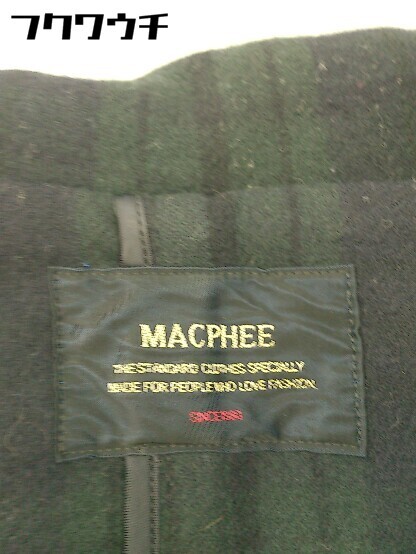 フクワウチ
MACPHEE
THE STANDARD CLOTHES SPECIALLY
MADE FOR PEOPLE WHO LOVE FASHION.